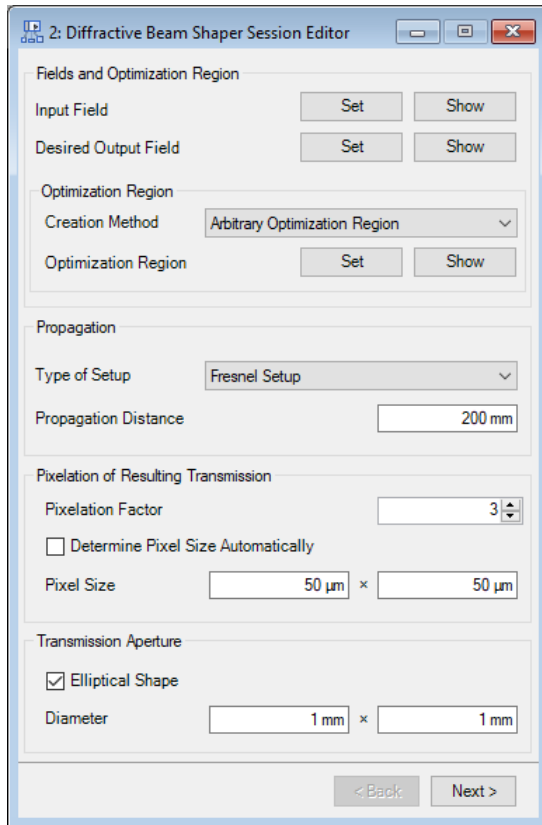 2: Diffractive Beam Shaper Session Editor
Fields and Optimization Region
Input Field Set Show
Desired Output Field Set Show
Optimization Region
Creation Method Arbitrary Optimization Region
Optimization Region Set Show
Propagation
Type of Setup Fresnel Setup
Propagation Distance 200 mm
Pixelation of Resulting Transmission
Pixelation Factor 3
Determine Pixel Size Automatically
Pixel Size 50 µm × 50 µm
Transmission Aperture
Elliptical Shape
Diameter 1 mm × 1 mm
< Back Next >